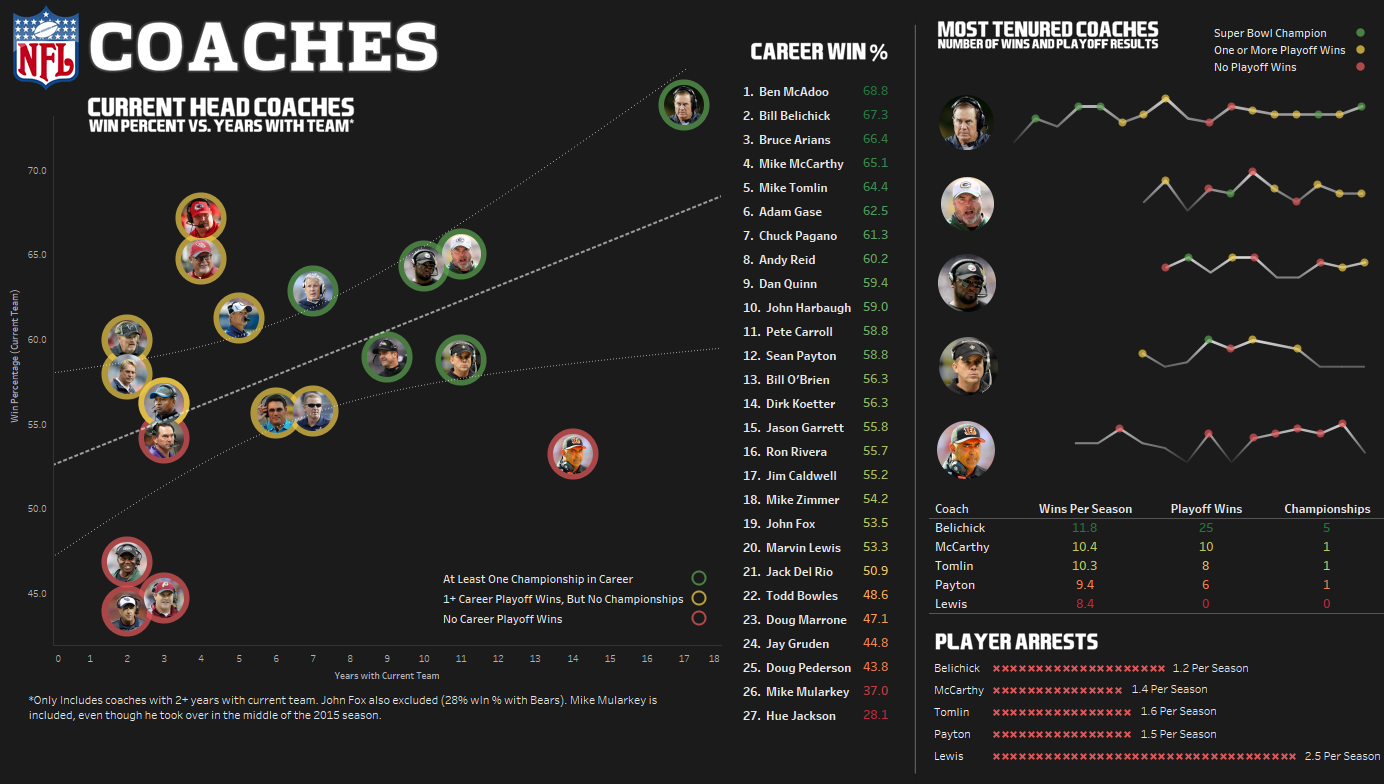 NFL
COACHES
CURRENT HEAD COACHES
WIN PERCENT VS. YEARS WITH TEAM*
Win Percentage (Current Team)
70.0
65.0
60.0
55.0
50.0
45.0
0 1 2 3 4 5 6 7 8 9 10 11 12 13 14 15 16 17 18
Years with Current Team
At Least One Championship in Career
1+ Career Playoff Wins, But No Championships
No Career Playoff Wins
*Only Includes coaches with 2+ years with current team. John Fox also excluded (28% wIn % with Bears). Mike Mularkey is
included, even though he took over in the middle of the 2015 season.
CAREER WIN %
1. Ben McAdoo 68.8
2. Bill Belichick 67.3
3. Bruce Arians 66.4
4. Mike McCarthy 65.1
5. Mike Tomlin 64.4
6. Adam Gase 62.5
7. Chuck Pagano 61.3
8. Andy Reid 60.2
9. Dan Quinn 59.4
10. John Harbaugh 59.0
11. Pete Carroll 58.8
12. Sean Payton 58.8
13. Bill O'Brien 56.3
14. Dirk Koetter 56.3
15. Jason Garrett 55.8
16. Ron Rivera 55.7
17. Jim Caldwell 55.2
18. Mike Zimmer 54.2
19. John Fox 53.5
20. Marvin Lewis 53.3
21. Jack Del Rio 50.9
22. Todd Bowles 48.6
23. Doug Marrone 47.1
24. Jay Gruden 44.8
25. Doug Pederson 43.8
26. Mike Mularkey 37.0
27. Hue Jackson 28.1
MOST TENURED COACHES
NUMBER OF WINS AND PLAYOFF RESULTS
Super Bowl Champion
One or More Playoff Wins
No Playoff Wins
Coach Wins Per Season Playoff Wins Championships
Belichick 11.8 25 5
McCarthy 10.4 10 1
Tomlin 10.3 8 1
Payton 9.4 6 1
Lewis 8.4 0 0
PLAYER ARRESTS
Belichick 1.2 Per Season
McCarthy 1.4 Per Season
Tomlin 1.6 Per Season
Payton 1.5 Per Season
Lewis 2.5 Per Season